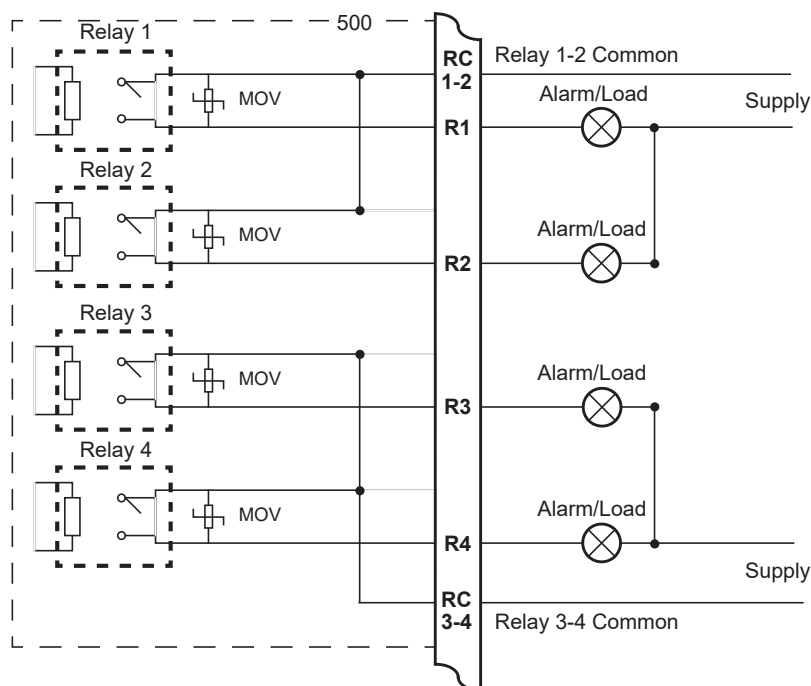 Relay 1
500
RC
1-2
Relay 1-2 Common
MOV
R1
Alarm/Load
Supply
Relay 2
MOV
R2
Alarm/Load
Relay 3
MOV
R3
Alarm/Load
Relay 4
MOV
R4
Alarm/Load
Supply
RC
3-4
Relay 3-4 Common